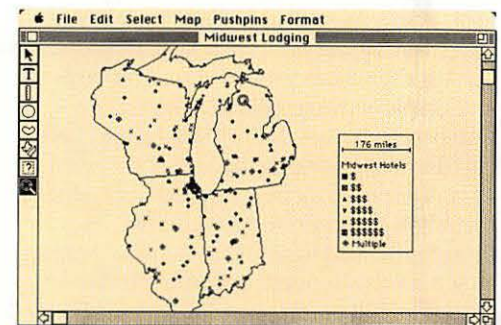 File Edit Select Map Pushpins Format
Midwest Lodging
T
?
176 miles
Midwest Hotels
$
$$
$$$
$$$$
$$$$$
$$$$$$
Multiple